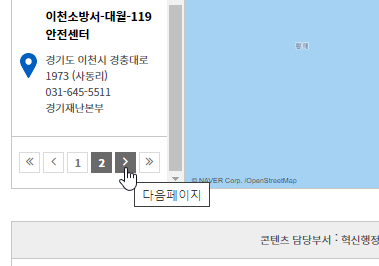 이천소방서-대월-119
안전센터
경기도 이천시 경충대로
1973 (사동리)
031-645-5511
경기재난본부
황해
« ‹ 1 2 › »
다음페이지
© NAVER Corp. /OpenStreetMap
콘텐츠 담당부서 : 혁신행정